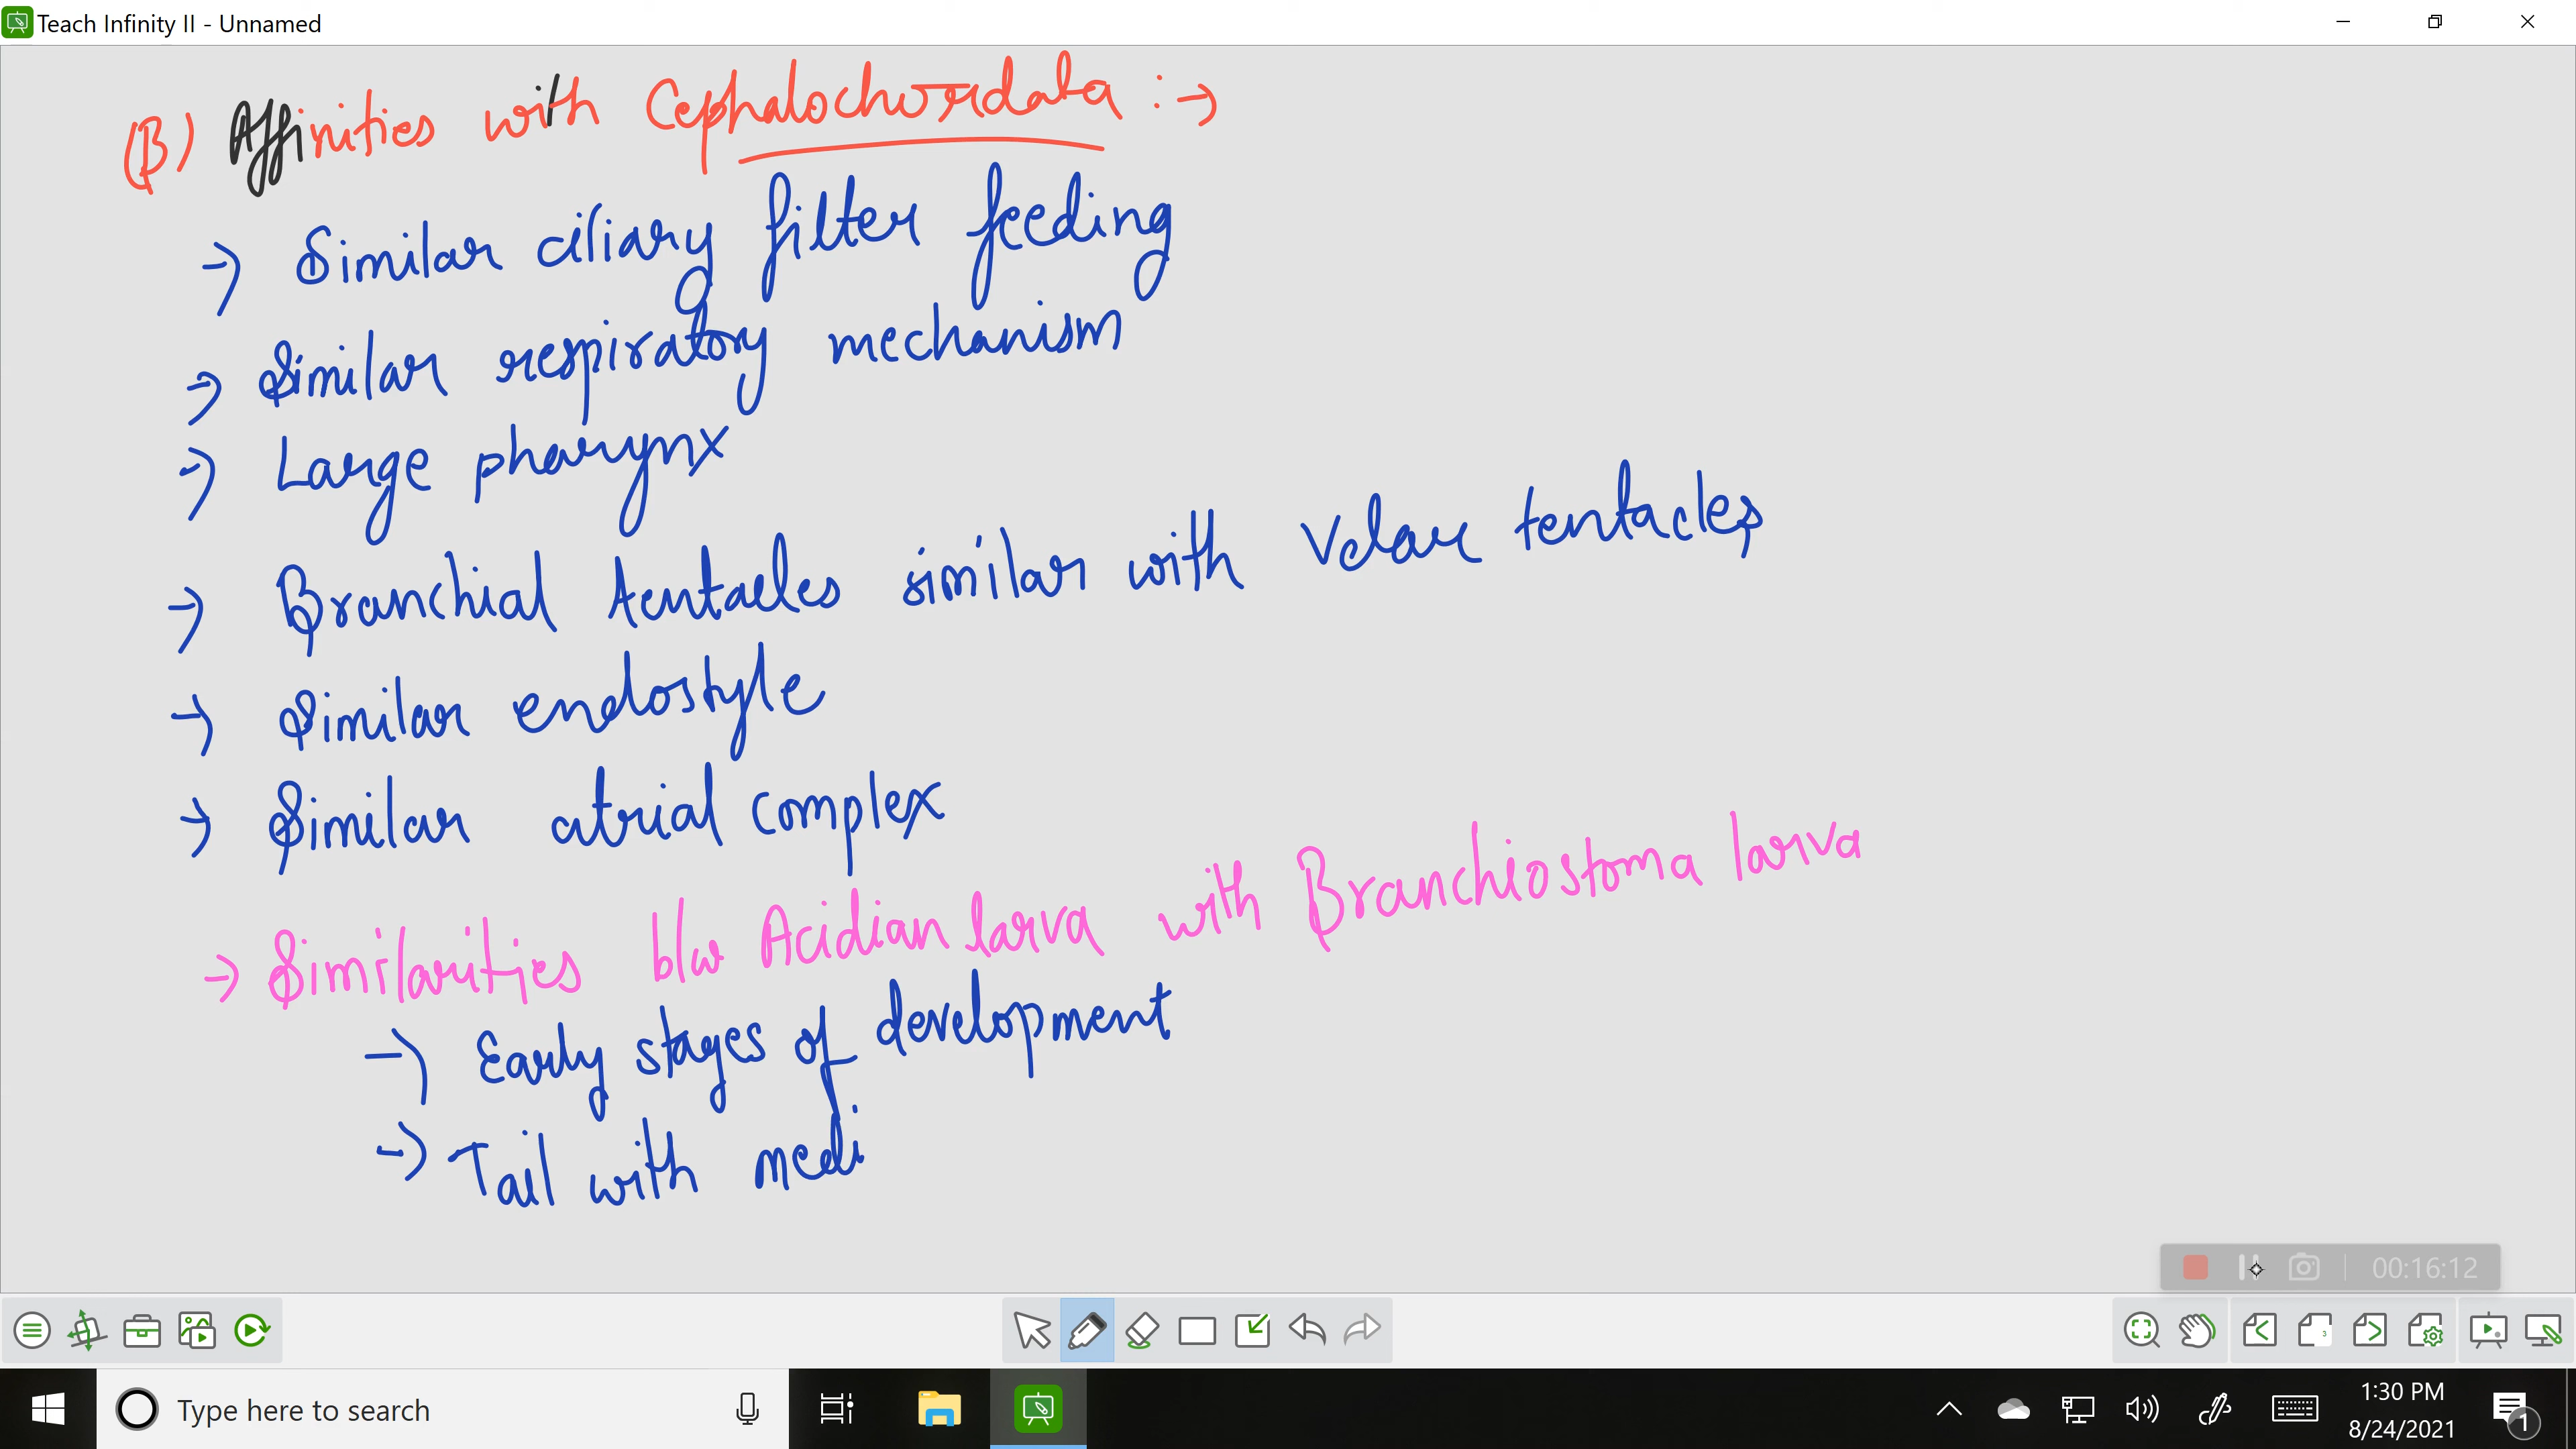 Teach Infinity II - Unnamed
(B) Affinities with Cephalochordata :->
-> Similar ciliary filter feeding
-> Similar respiratory mechanism
-> Large pharynx
-> Branchial tentacles similar with Velar tentacles
-> Similar endostyle
-> Similar atrial complex
-> Similarities b/w Acidian larva with Branchiostoma larva
-> Early stages of development
-> Tail with medi
00:16:12
3
Type here to search
1:30 PM
8/24/2021
1